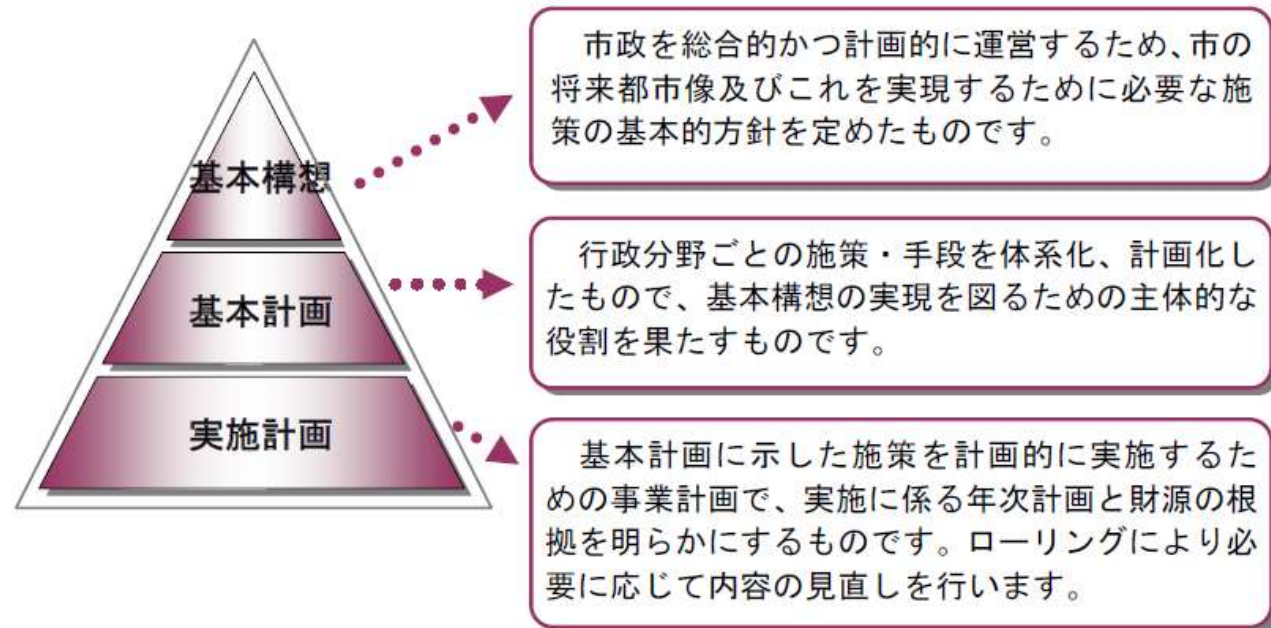 基本構想
市政を総合的かつ計画的に運営するため、市の
将来都市像及びこれを実現するために必要な施
策の基本的方針を定めたものです。
基本計画
行政分野ごとの施策・手段を体系化、計画化し
たもので、基本構想の実現を図るための主体的な
役割を果たすものです。
実施計画
基本計画に示した施策を計画的に実施するた
めの事業計画で、実施に係る年次計画と財源の根
拠を明らかにするものです。ローリングにより必
要に応じて内容の見直しを行います。